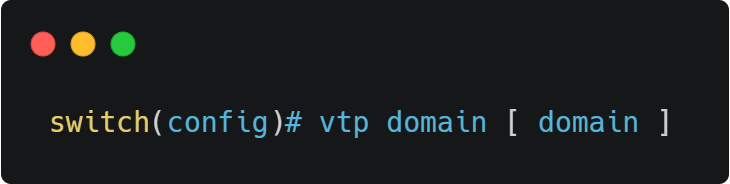 switch(config)# vtp domain [ domain ]